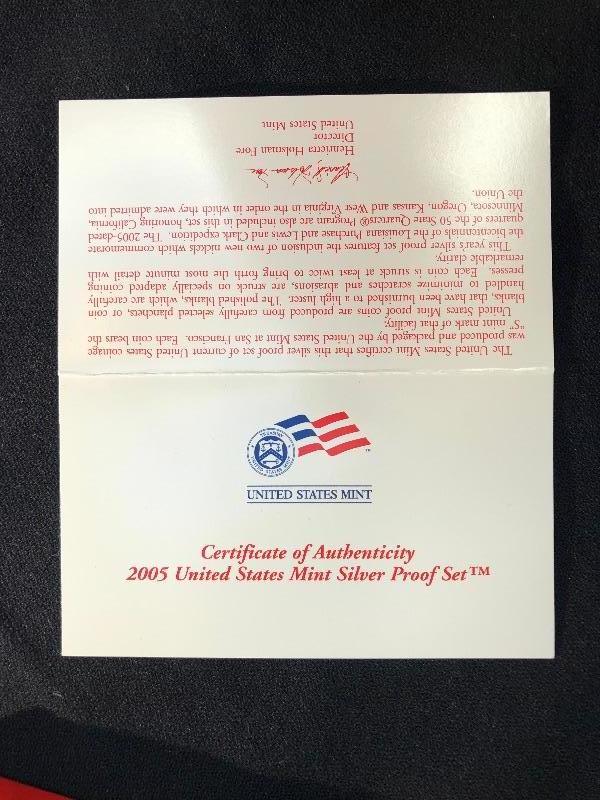 The United States Mint certifies that this silver proof set of current United States coinage
was produced and packaged by the United States Mint at San Francisco. Each coin bears the
"S" mint mark of that facility.
United States Mint proof coins are produced from carefully selected planchets, or coin
blanks, that have been burnished to a high luster. The polished blanks, which are carefully
handled to minimize scratches and abrasions, are struck on specially adapted coining
presses. Each coin is struck at least twice to bring forth the most minute detail with
remarkable clarity.
This year's silver proof set features the inclusion of two new nickels which commemorate
the bicentennials of the Louisiana Purchase and Lewis and Clark expedition. The 2005-dated
quarters of the 50 State Quarters® Program are also included in this set, honoring California,
Minnesota, Oregon, Kansas and West Virginia in the order in which they were admitted into
the Union.
Henrietta Holsman Fore
Director
United States Mint
TREASURY
UNITED STATES MINT
TM
UNITED STATES MINT
Certificate of Authenticity
2005 United States Mint Silver Proof Set™